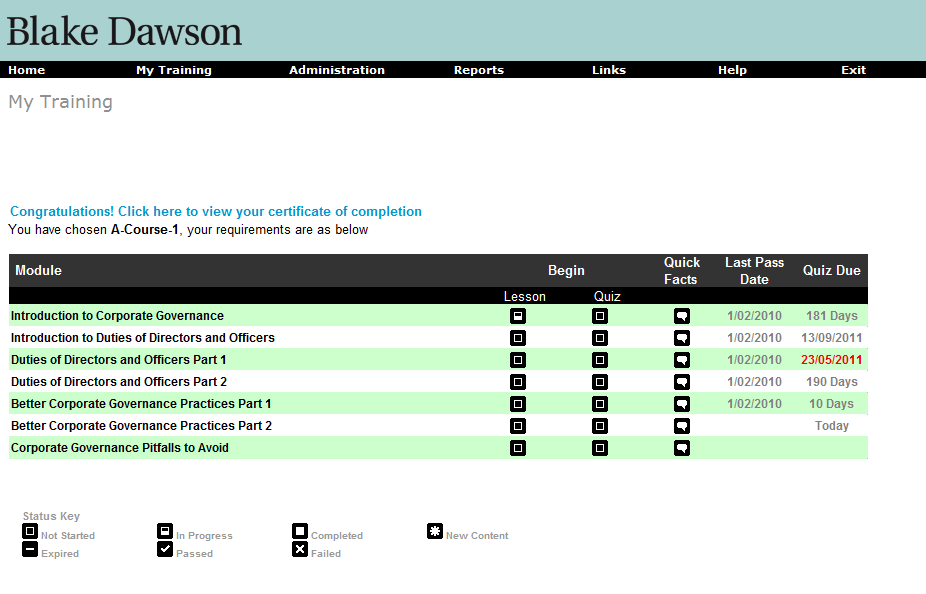 Blake Dawson
Home My Training Administration Reports Links Help Exit
My Training
Congratulations! Click here to view your certificate of completion
You have chosen A-Course-1, your requirements are as below
Module Begin Quick Facts Last Pass Date Quiz Due
Lesson Quiz
Introduction to Corporate Governance 1/02/2010 181 Days
Introduction to Duties of Directors and Officers 1/02/2010 13/09/2011
Duties of Directors and Officers Part 1 1/02/2010 23/05/2011
Duties of Directors and Officers Part 2 1/02/2010 190 Days
Better Corporate Governance Practices Part 1 1/02/2010 10 Days
Better Corporate Governance Practices Part 2 Today
Corporate Governance Pitfalls to Avoid
Status Key
Not Started In Progress Completed New Content
Expired Passed Failed